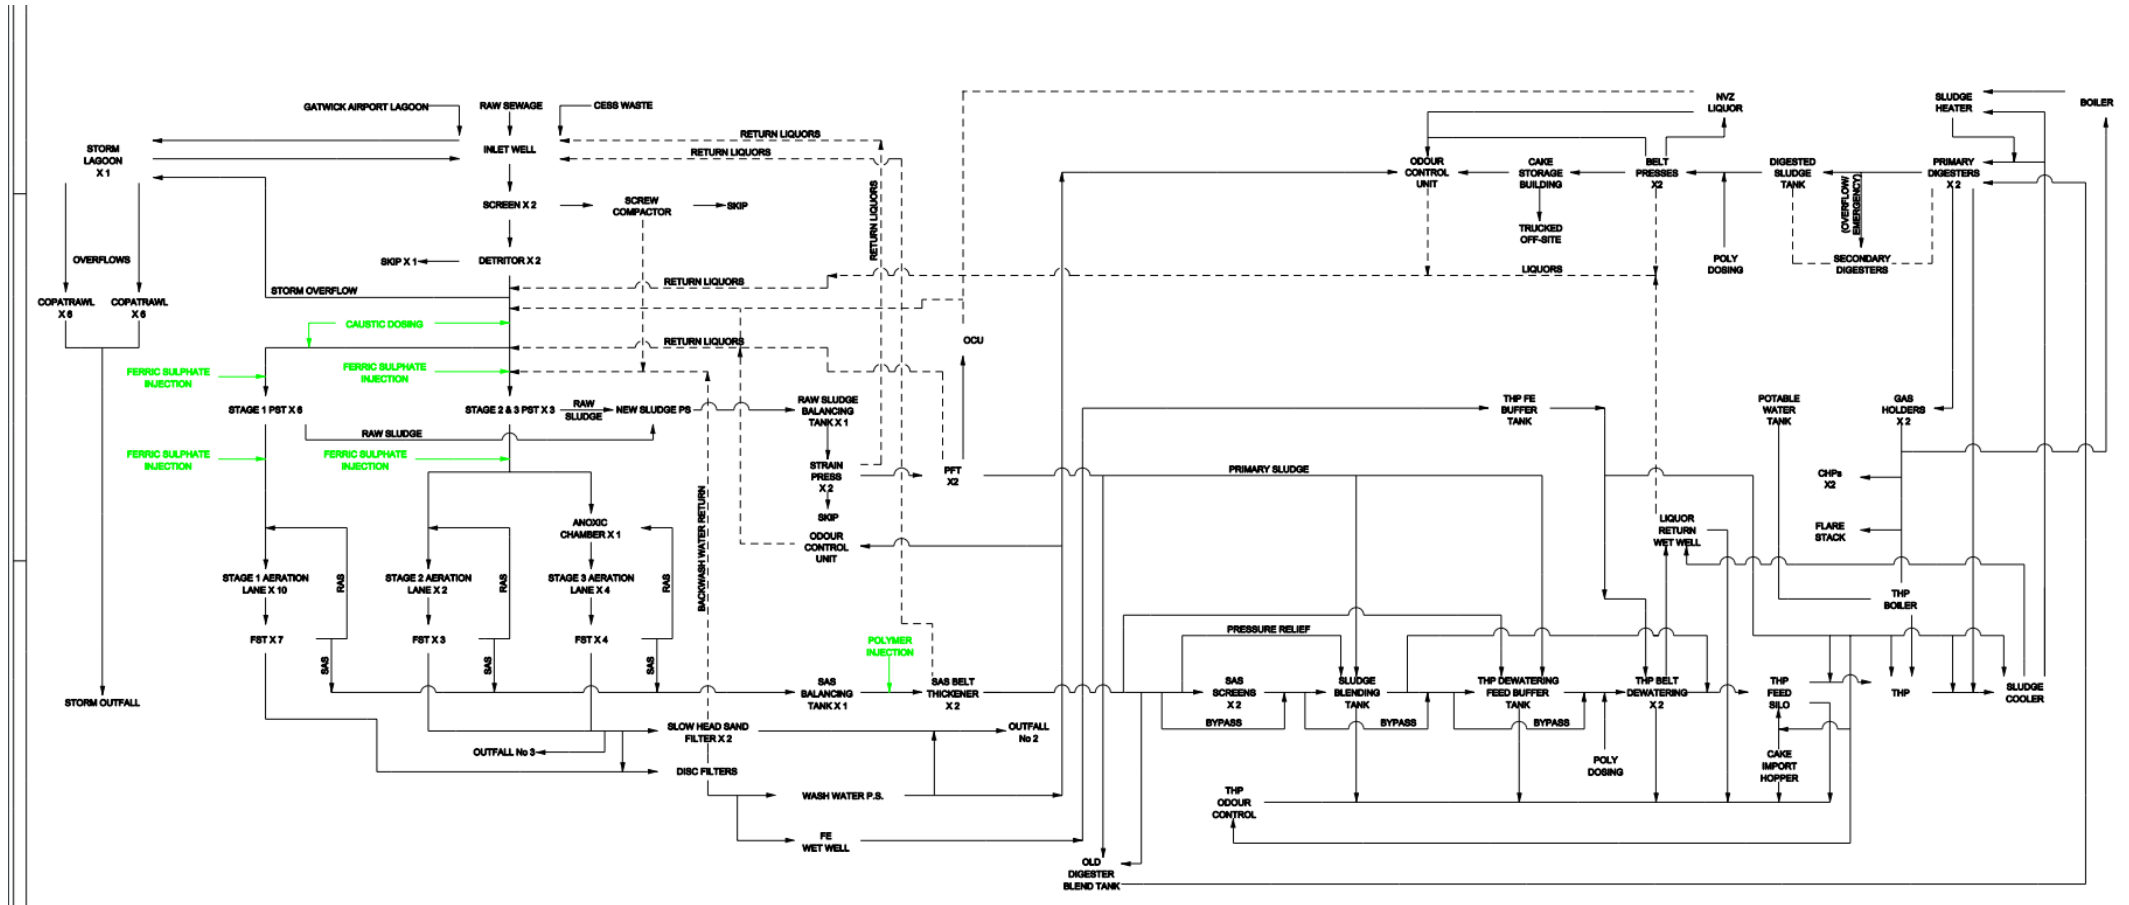 GATWICK AIRPORT LAGOON
RAW SEWAGE
CESS WASTE
NVZ
LIQUOR
SLUDGE
HEATER
BOILER
STORM
LAGOON
X 1
INLET WELL
RETURN LIQUORS
RETURN LIQUORS
RETURN LIQUORS
ODOUR
CONTROL
UNIT
CAKE
STORAGE
BUILDING
BELT
PRESSES
X2
DIGESTED
SLUDGE
TANK
(OVERFLOW/
EMERGENCY)
PRIMARY
DIGESTERS
X 2
SCREEN X 2
SCREW
COMPACTOR
SKIP
TRUCKED
OFF-SITE
POLY
DOSING
SECONDARY
DIGESTERS
OVERFLOWS
SKIP X 1
DETRITOR X 2
RETURN LIQUORS
LIQUORS
STORM OVERFLOW
COPATRAWL
X 6
COPATRAWL
X 6
CAUSTIC DOSING
RETURN LIQUORS
OCU
FERRIC SULPHATE
INJECTION
FERRIC SULPHATE
INJECTION
STAGE 1 PST X 6
STAGE 2 & 3 PST X 3
RAW
SLUDGE
NEW SLUDGE PS
RAW SLUDGE
BALANCING
TANK X 1
THP FE
BUFFER
TANK
POTABLE
WATER
TANK
GAS
HOLDERS
X 2
RAW SLUDGE
FERRIC SULPHATE
INJECTION
FERRIC SULPHATE
INJECTION
STRAIN
PRESS
X 2
SKIP
PFT
X2
PRIMARY SLUDGE
CHPs
X2
BACKWASH WATER RETURN
ANOXIC
CHAMBER X 1
ODOUR
CONTROL
UNIT
LIQUOR
RETURN
WET WELL
FLARE
STACK
STAGE 1 AERATION
LANE X 10
RAS
STAGE 2 AERATION
LANE X 2
RAS
STAGE 3 AERATION
LANE X 4
RAS
THP
BOILER
FST X 7
FST X 3
FST X 4
POLYMER
INJECTION
PRESSURE RELIEF
SAS
SAS
SAS
STORM OUTFALL
SAS
BALANCING
TANK X 1
SAS BELT
THICKENER
X 2
SAS
SCREENS
X 2
SLUDGE
BLENDING
TANK
THP DEWATERING
FEED BUFFER
TANK
THP BELT
DEWATERING
X 2
THP
FEED
SILO
THP
SLUDGE
COOLER
BYPASS
BYPASS
BYPASS
SLOW HEAD SAND
FILTER X 2
OUTFALL
No 2
OUTFALL No 3
DISC FILTERS
POLY
DOSING
CAKE
IMPORT
HOPPER
WASH WATER P.S.
THP
ODOUR
CONTROL
FE
WET WELL
OLD
DIGESTER
BLEND TANK